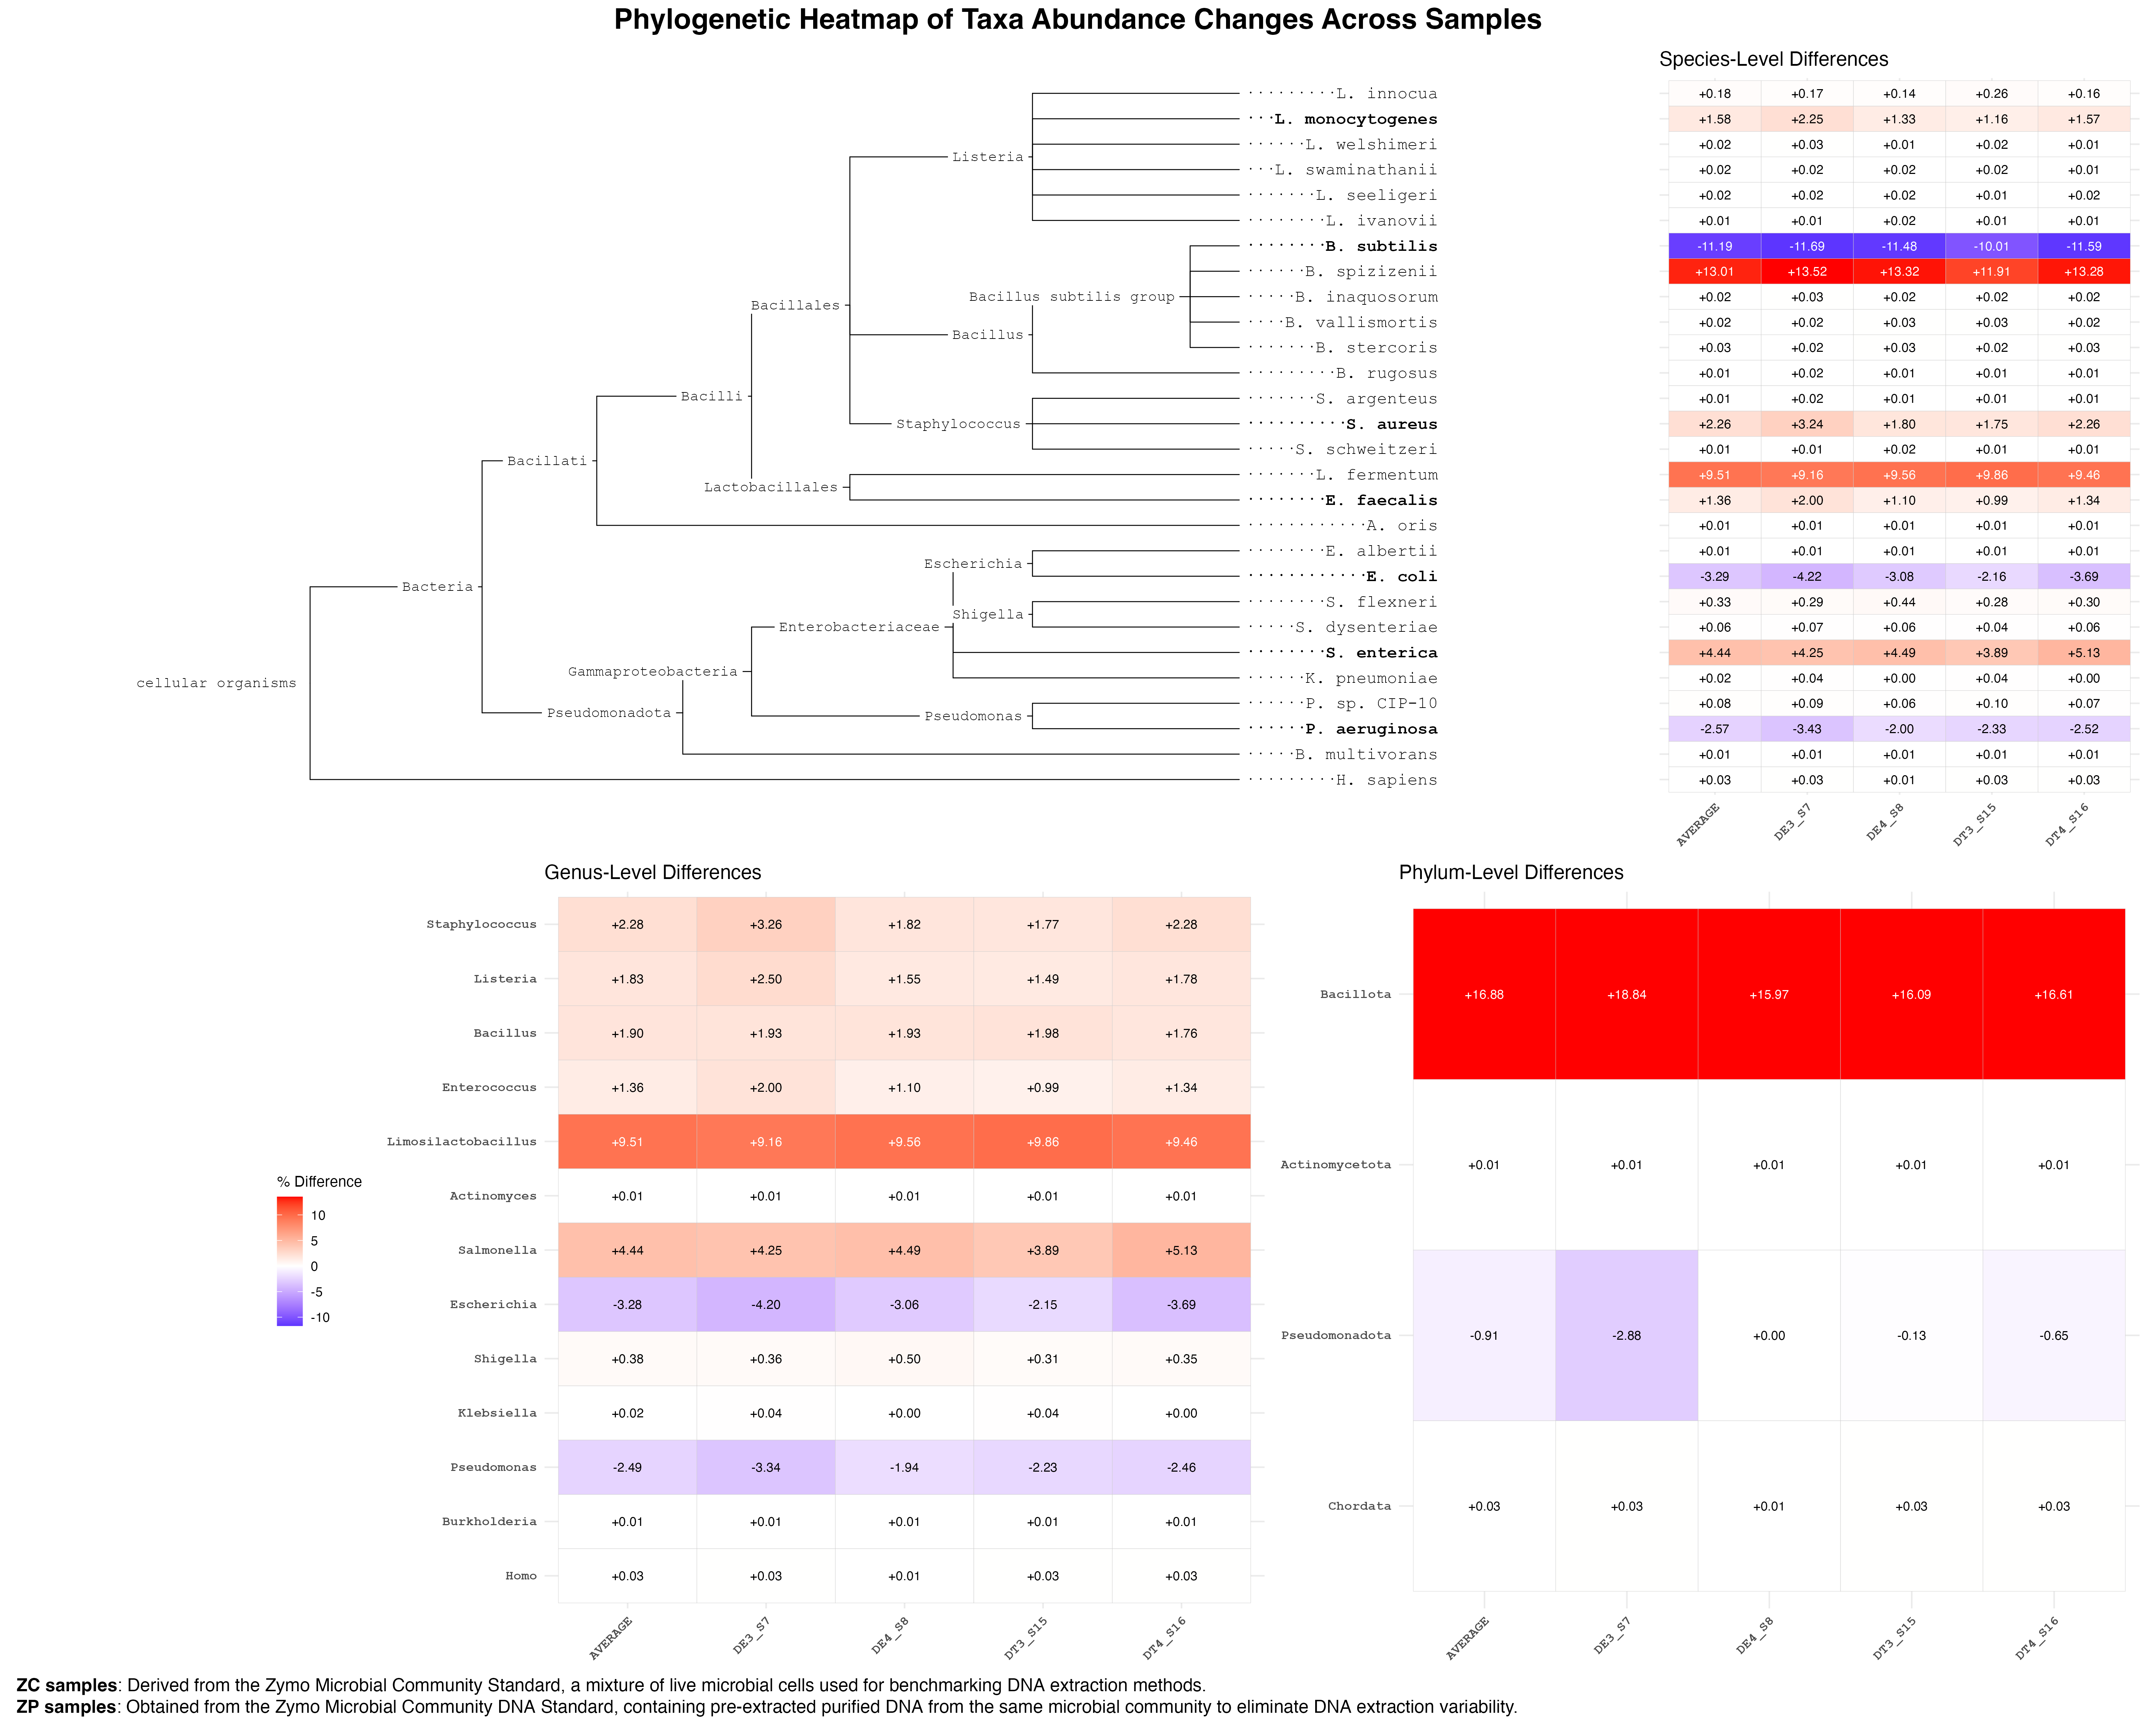 Phylogenetic Heatmap of Taxa Abundance Changes Across Samples
Species-Level Differences
L. innocua +0.18 +0.17 +0.14 +0.26 +0.16
L. monocytogenes +1.58 +2.25 +1.33 +1.16 +1.57
L. welshimeri +0.02 +0.03 +0.01 +0.02 +0.01
Listeria
L. swaminathanii +0.02 +0.02 +0.02 +0.02 +0.01
L. seeligeri +0.02 +0.02 +0.02 +0.01 +0.02
L. ivanovii +0.01 +0.01 +0.02 +0.01 +0.01
B. subtilis -11.19 -11.69 -11.48 -10.01 -11.59
B. spizizenii +13.01 +13.52 +13.32 +11.91 +13.28
Bacillus subtilis group
B. inaquosorum +0.02 +0.03 +0.02 +0.02 +0.02
Bacillales
B. vallismortis +0.02 +0.02 +0.03 +0.03 +0.02
Bacillus
B. stercoris +0.03 +0.02 +0.03 +0.02 +0.03
B. rugosus +0.01 +0.02 +0.01 +0.01 +0.01
Bacilli
S. argenteus +0.01 +0.02 +0.01 +0.01 +0.01
Staphylococcus
S. aureus +2.26 +3.24 +1.80 +1.75 +2.26
S. schweitzeri +0.01 +0.01 +0.02 +0.01 +0.01
Bacillati
L. fermentum +9.51 +9.16 +9.56 +9.86 +9.46
Lactobacillales
E. faecalis +1.36 +2.00 +1.10 +0.99 +1.34
A. oris +0.01 +0.01 +0.01 +0.01 +0.01
E. albertii +0.01 +0.01 +0.01 +0.01 +0.01
Escherichia
E. coli -3.29 -4.22 -3.08 -2.16 -3.69
Bacteria
S. flexneri +0.33 +0.29 +0.44 +0.28 +0.30
Shigella
S. dysenteriae +0.06 +0.07 +0.06 +0.04 +0.06
Enterobacteriaceae
S. enterica +4.44 +4.25 +4.49 +3.89 +5.13
Gammaproteobacteria
K. pneumoniae +0.02 +0.04 +0.00 +0.04 +0.00
cellular organisms
P. sp. CIP-10 +0.08 +0.09 +0.06 +0.10 +0.07
Pseudomonadota
Pseudomonas
P. aeruginosa -2.57 -3.43 -2.00 -2.33 -2.52
B. multivorans +0.01 +0.01 +0.01 +0.01 +0.01
H. sapiens +0.03 +0.03 +0.01 +0.03 +0.03
AVERAGE DE3_S7 DE4_S8 DT3_S15 DT4_S16
Genus-Level Differences
Staphylococcus +2.28 +3.26 +1.82 +1.77 +2.28
Listeria +1.83 +2.50 +1.55 +1.49 +1.78
Bacillus +1.90 +1.93 +1.93 +1.98 +1.76
Enterococcus +1.36 +2.00 +1.10 +0.99 +1.34
Limosilactobacillus +9.51 +9.16 +9.56 +9.86 +9.46
Actinomyces +0.01 +0.01 +0.01 +0.01 +0.01
Salmonella +4.44 +4.25 +4.49 +3.89 +5.13
Escherichia -3.28 -4.20 -3.06 -2.15 -3.69
Shigella +0.38 +0.36 +0.50 +0.31 +0.35
Klebsiella +0.02 +0.04 +0.00 +0.04 +0.00
Pseudomonas -2.49 -3.34 -1.94 -2.23 -2.46
Burkholderia +0.01 +0.01 +0.01 +0.01 +0.01
Homo +0.03 +0.03 +0.01 +0.03 +0.03
AVERAGE DE3_S7 DE4_S8 DT3_S15 DT4_S16
% Difference
10
5
0
-5
-10
Phylum-Level Differences
Bacillota +16.88 +18.84 +15.97 +16.09 +16.61
Actinomycetota +0.01 +0.01 +0.01 +0.01 +0.01
Pseudomonadota -0.91 -2.88 +0.00 -0.13 -0.65
Chordata +0.03 +0.03 +0.01 +0.03 +0.03
AVERAGE DE3_S7 DE4_S8 DT3_S15 DT4_S16
ZC samples: Derived from the Zymo Microbial Community Standard, a mixture of live microbial cells used for benchmarking DNA extraction methods.
ZP samples: Obtained from the Zymo Microbial Community DNA Standard, containing pre-extracted purified DNA from the same microbial community to eliminate DNA extraction variability.